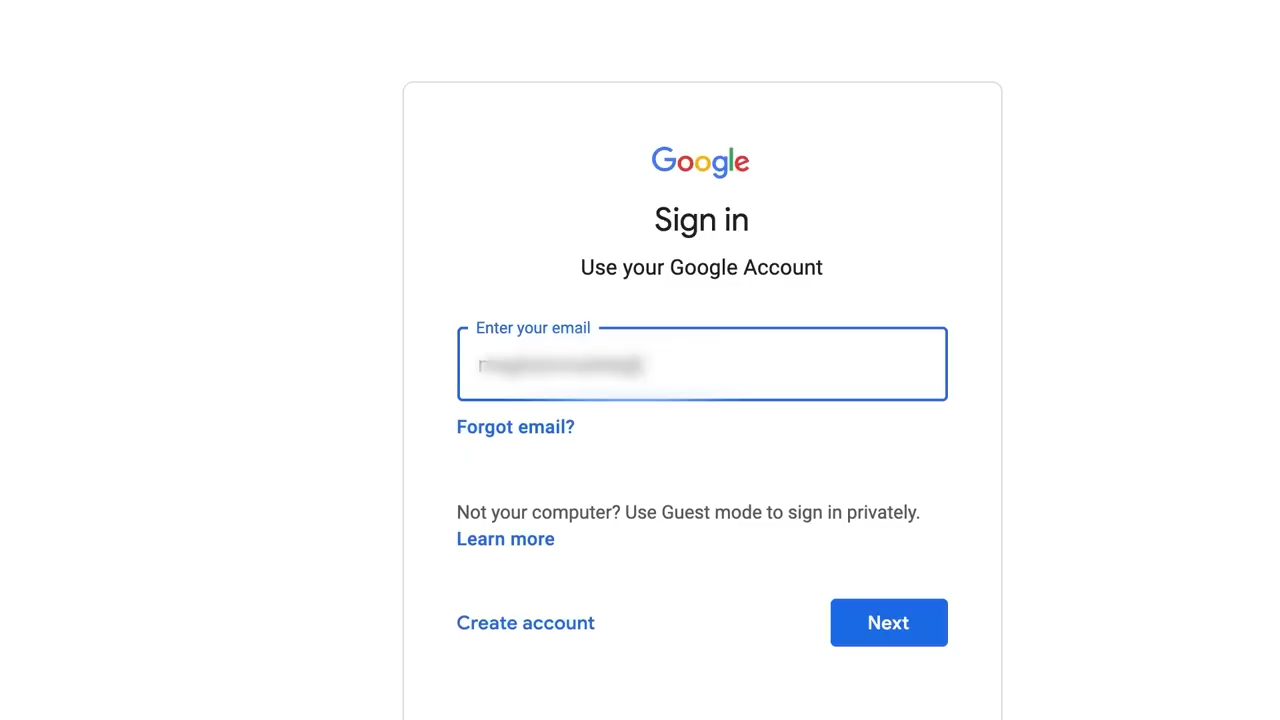 Google
Sign in
Use your Google Account
Enter your email
Forgot email?
Not your computer? Use Guest mode to sign in privately.
Learn more
Create account
Next